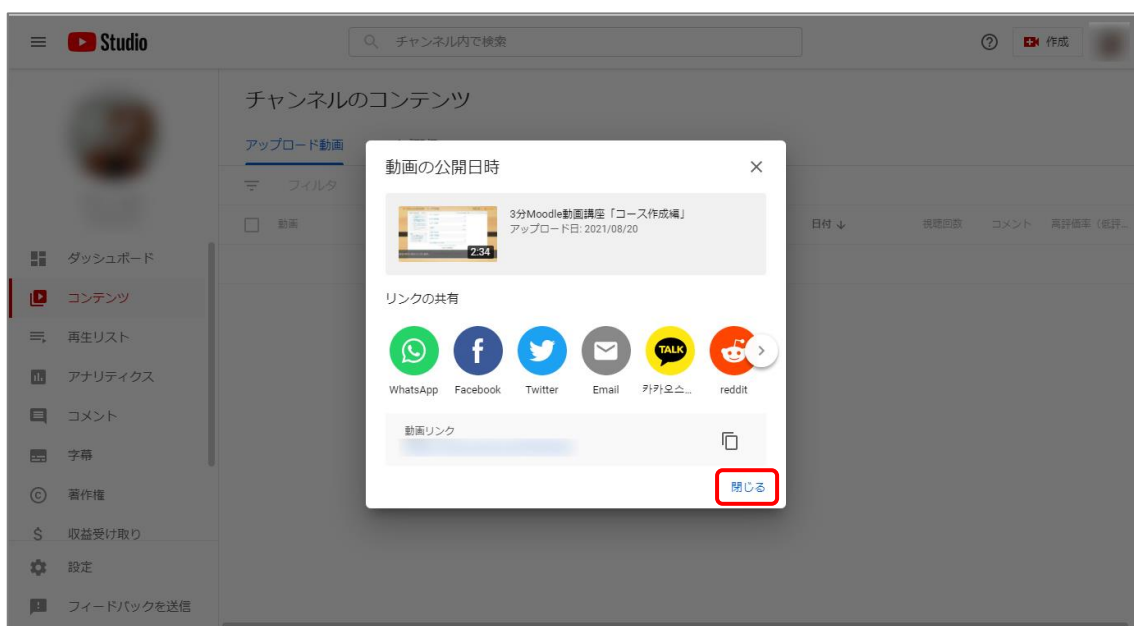 Studio
チャンネル内で検索
作成
チャンネルのコンテンツ
アップロード動画
フィルタ
動画
日付
視聴回数
コメント
高評価率（低評...
ダッシュボード
コンテンツ
再生リスト
アナリティクス
コメント
字幕
著作権
収益受け取り
設定
フィードバックを送信
動画の公開日時
3分Moodle動画講座「コース作成編」
アップロード日: 2021/08/20
2:34
リンクの共有
TALK
WhatsApp
Facebook
Twitter
Email
카카오스...
reddit
動画リンク
閉じる